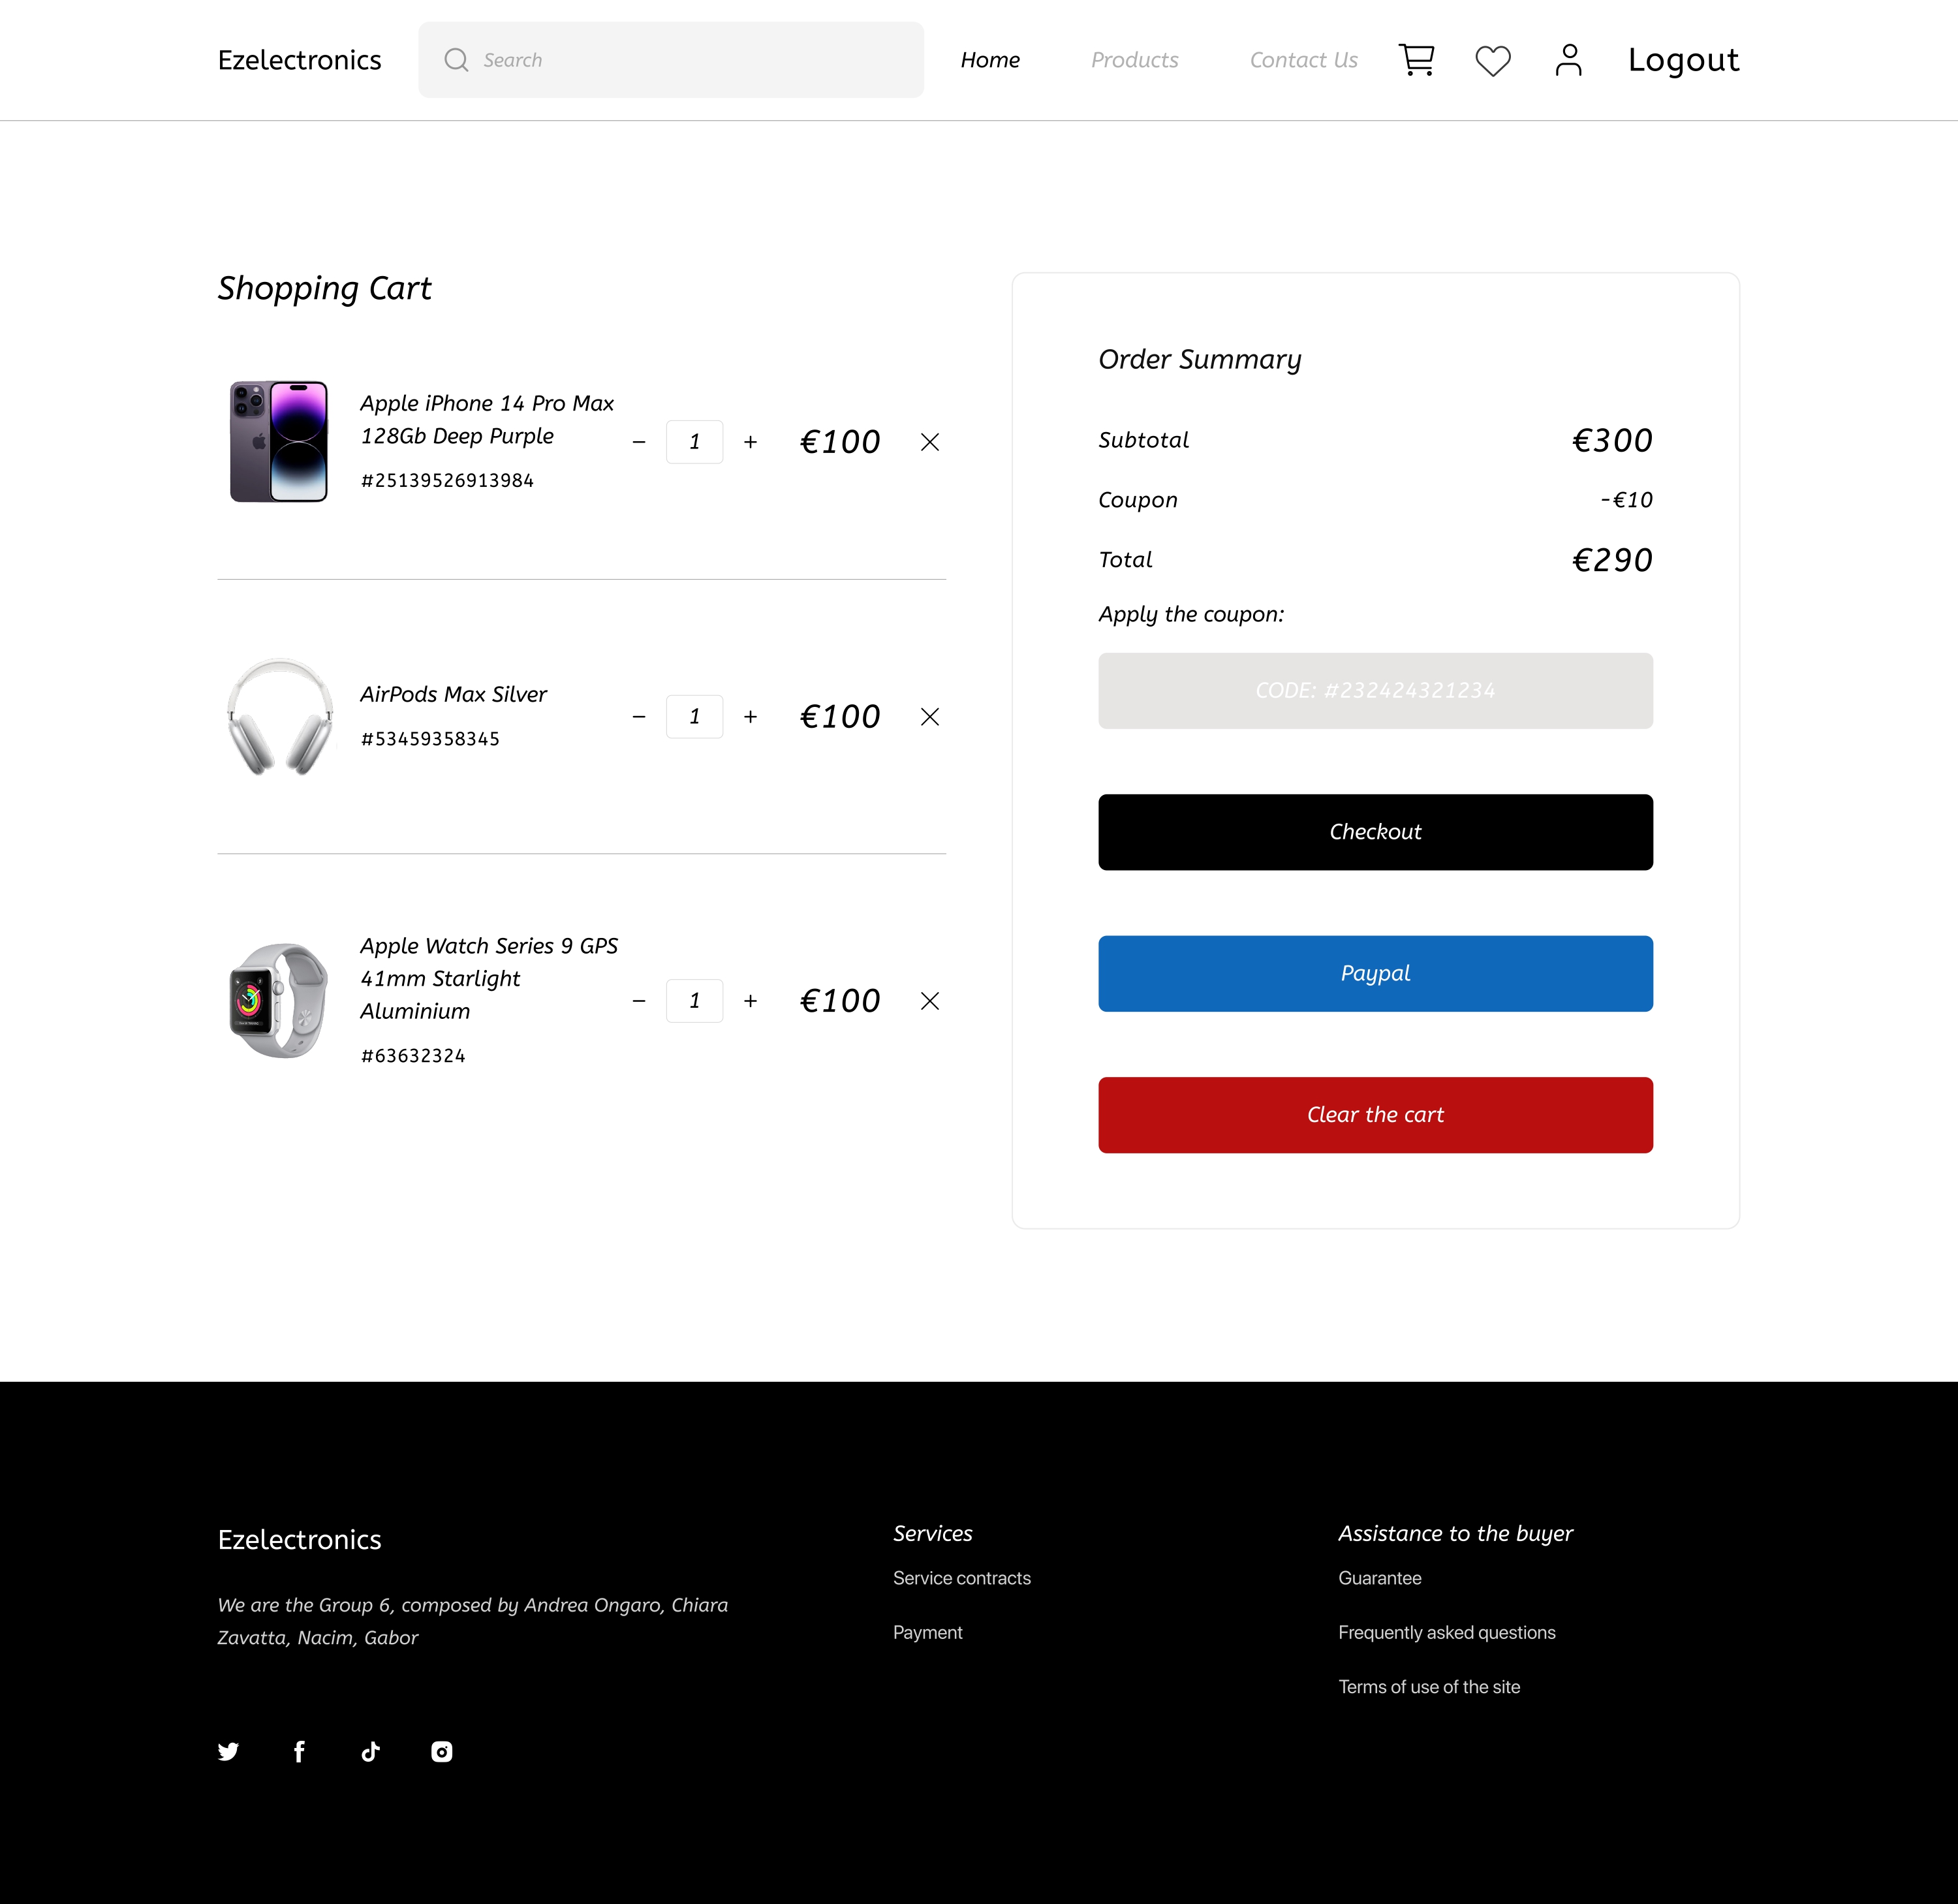 Ezelectronics
Search
Home
Products
Contact Us
Logout
Shopping Cart
Apple iPhone 14 Pro Max
128Gb Deep Purple
#25139526913984
– 1 + €100
AirPods Max Silver
#53459358345
– 1 + €100
Apple Watch Series 9 GPS
41mm Starlight
Aluminium
#63632324
– 1 + €100
Order Summary
Subtotal €300
Coupon -€10
Total €290
Apply the coupon:
CODE: #232424321234
Checkout
Paypal
Clear the cart
Ezelectronics
We are the Group 6, composed by Andrea Ongaro, Chiara
Zavatta, Nacim, Gabor
Services
Service contracts
Payment
Assistance to the buyer
Guarantee
Frequently asked questions
Terms of use of the site